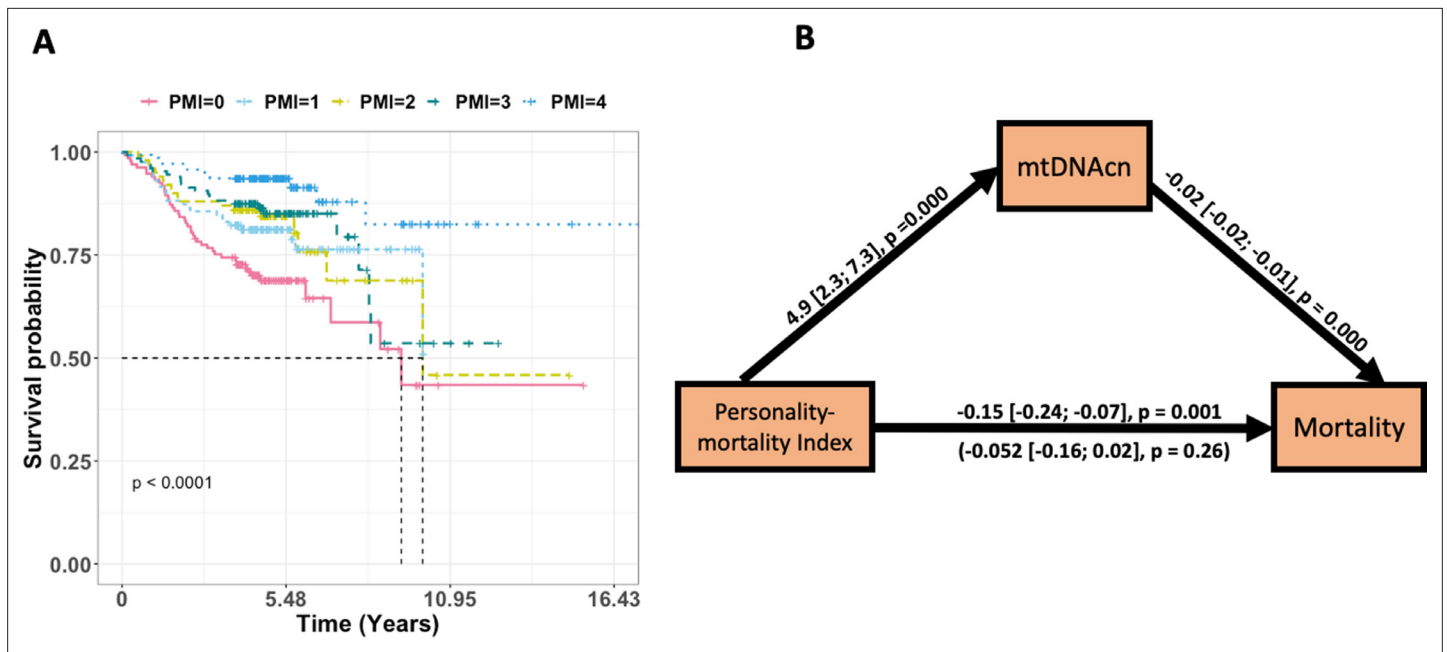 A
PMI=0 PMI=1 PMI=2 PMI=3 PMI=4
Survival probability
1.00
0.75
0.50
0.25
0.00
p < 0.0001
0 5.48 10.95 16.43
Time (Years)
B
mtDNAcn
4.9 [2.3; 7.3], p =0.000
-0.02 [-0.02; -0.01], p = 0.000
Personality-
mortality Index
-0.15 [-0.24; -0.07], p = 0.001
(-0.052 [-0.16; 0.02], p = 0.26)
Mortality